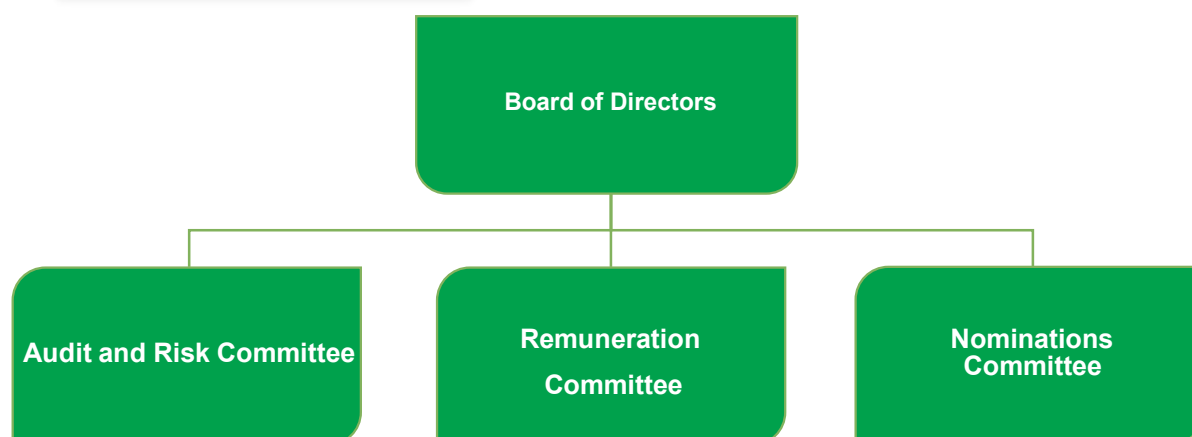 Board of Directors
Audit and Risk Committee
Remuneration
Committee
Nominations
Committee